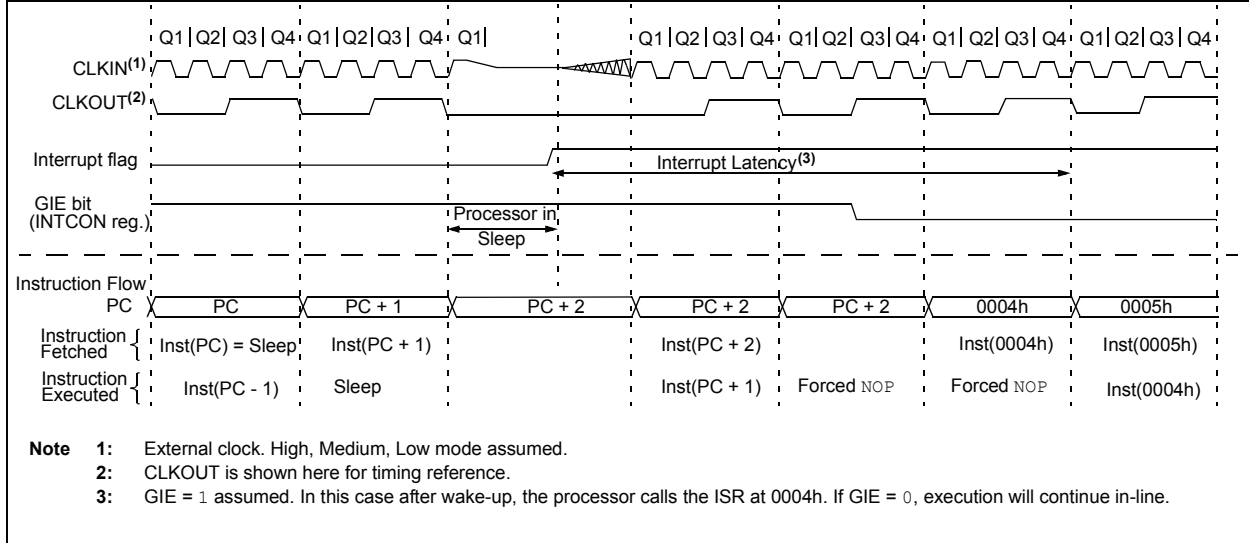 Q1 | Q2 | Q3 | Q4 Q1 | Q2 | Q3 | Q4 Q1 | Q1 | Q2 | Q3 | Q4 Q1 | Q2 | Q3 | Q4 Q1 | Q2 | Q3 | Q4 Q1 | Q2 | Q3 | Q4
CLKIN(1)
CLKOUT(2)
Interrupt flag
Interrupt Latency(3)
GIE bit
(INTCON reg.)
Processor in
Sleep
Instruction Flow
PC PC PC + 1 PC + 2 PC + 2 PC + 2 0004h 0005h
Instruction
Fetched
Inst(PC) = Sleep Inst(PC + 1) Inst(PC + 2) Inst(0004h) Inst(0005h)
Instruction
Executed
Inst(PC - 1) Sleep Inst(PC + 1) Forced NOP Forced NOP Inst(0004h)
Note 1: External clock. High, Medium, Low mode assumed.
2: CLKOUT is shown here for timing reference.
3: GIE = 1 assumed. In this case after wake-up, the processor calls the ISR at 0004h. If GIE = 0, execution will continue in-line.